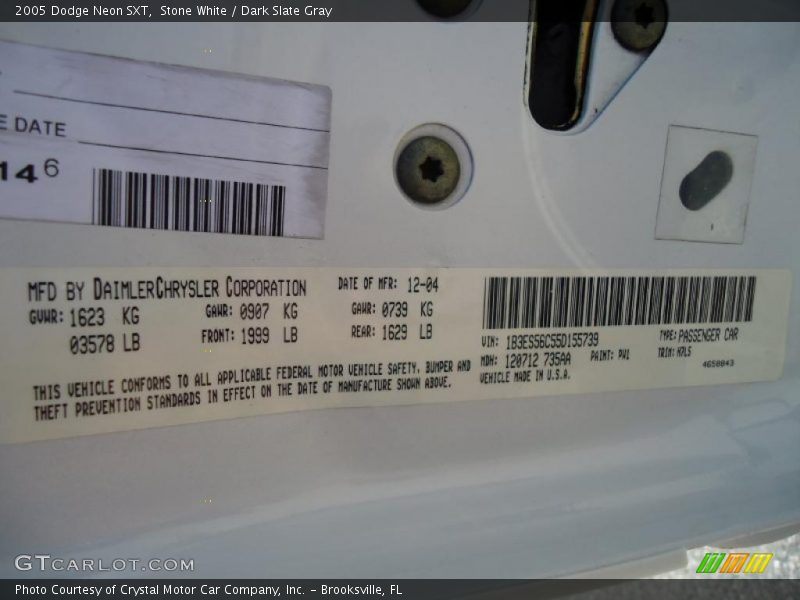 2005 Dodge Neon SXT, Stone White / Dark Slate Gray
E DATE
14 6
MFD BY DAIMLERCHRYSLER CORPORATION DATE OF MFR: 12-04
GVWR: 1623 KG GAWR: 0907 KG GAWR: 0739 KG
03578 LB FRONT: 1999 LB REAR: 1629 LB
THIS VEHICLE CONFORMS TO ALL APPLICABLE FEDERAL MOTOR VEHICLE SAFETY, BUMPER AND
THEFT PREVENTION STANDARDS IN EFFECT ON THE DATE OF MANUFACTURE SHOWN ABOVE.
VIN: 1B3ES56C55D155739 TYPE: PASSENGER CAR
MDH: 120712 735AA PAINT: PW1 TRIM: H7LS
VEHICLE MADE IN U.S.A. 4658043
GTCARLOT.COM
Photo Courtesy of Crystal Motor Car Company, Inc. – Brooksville, FL